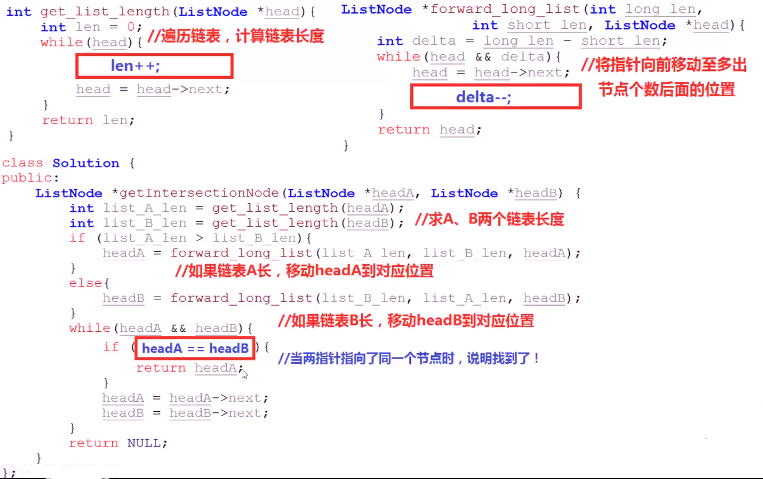 int get_list_length(ListNode *head){
int len = 0;
while(head){ //遍历链表，计算链表长度
len++;
head = head->next;
}
return len;
}
ListNode *forward_long_list(int long_len,
int short_len, ListNode *head){
int delta = long_len - short_len;
while(head && delta){
head = head->next; //将指针向前移动至多出
节点个数后面的位置
delta--;
}
return head;
}
class Solution {
public:
ListNode *getIntersectionNode(ListNode *headA, ListNode *headB) {
int list_A_len = get_list_length(headA);
int list_B_len = get_list_length(headB); //求A、B两个链表长度
if (list_A_len > list_B_len){
headA = forward_long_list(list_A_len, list_B_len, headA);
} //如果链表A长，移动headA到对应位置
else{
headB = forward_long_list(list_B_len, list_A_len, headB);
} //如果链表B长，移动headB到对应位置
while(headA && headB){
if (headA == headB){
return headA; //当两指针指向了同一个节点时，说明找到了！
}
headA = headA->next;
headB = headB->next;
}
return NULL;
}
};